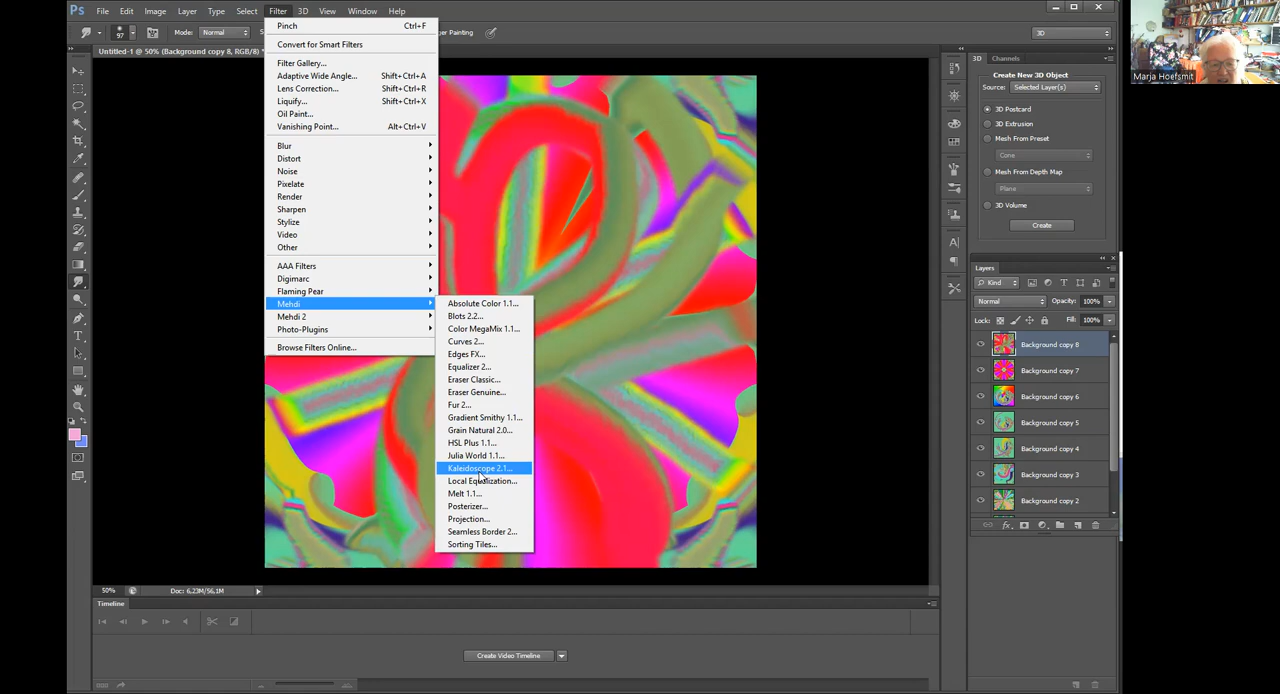 Ps File Edit Image Layer Type Select Filter 3D View Window Help
97 Mode: Normal er Painting 3D
Untitled-1 @ 50% (Background copy 8, RGB/8) *
Pinch Ctrl+F
Convert for Smart Filters
Filter Gallery...
Adaptive Wide Angle... Shift+Ctrl+A
Lens Correction... Shift+Ctrl+R
Liquify... Shift+Ctrl+X
Oil Paint...
Vanishing Point... Alt+Ctrl+V
Blur
Distort
Noise
Pixelate
Render
Sharpen
Stylize
Video
Other
AAA Filters
Digimarc
Flaming Pear
Mehdi
Mehdi 2
Photo-Plugins
Browse Filters Online...
Absolute Color 1.1...
Blots 2.2...
Color MegaMix 1.1...
Curves 2...
Edges FX...
Equalizer 2...
Eraser Classic...
Eraser Genuine...
Fur 2...
Gradient Smithy 1.1...
Grain Natural 2.0...
HSL Plus 1.1...
Julia World 1.1...
Kaleidoscope 2.1...
Local Equalization...
Melt 1.1...
Posterizer...
Projection...
Seamless Border 2...
Sorting Tiles...
3D Channels
Create New 3D Object
Source: Selected Layer(s)
3D Postcard
3D Extrusion
Mesh From Preset
Cone
Mesh From Depth Map
Plane
3D Volume
Create
Layers
Kind
Normal Opacity: 100%
Lock: Fill: 100%
Background copy 8
Background copy 7
Background copy 6
Background copy 5
Background copy 4
Background copy 3
Background copy 2
50% Doc: 6.23M/56.1M
Timeline
Create Video Timeline
Marja Hoefsmit